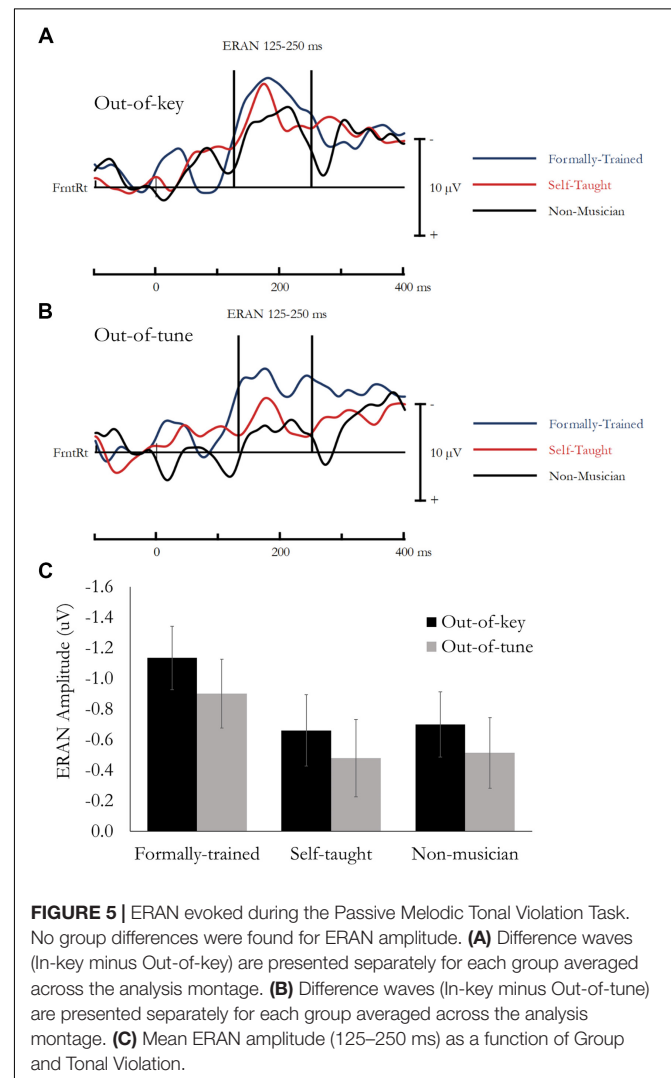 A
ERAN 125-250 ms
Out-of-key
-
Formally-Trained
FrntRt
10 µV
Self-Taught
Non-Musician
+
0
200
400 ms
B
ERAN 125-250 ms
Out-of-tune
-
Formally-Trained
FrntRt
10 µV
Self-Taught
Non-Musician
+
0
200
400 ms
C
ERAN Amplitude (uV)
-1.6
-1.4
-1.2
-1.0
-0.8
-0.6
-0.4
-0.2
0.0
Out-of-key
Out-of-tune
Formally-trained
Self-taught
Non-musician
FIGURE 5 | ERAN evoked during the Passive Melodic Tonal Violation Task.
No group differences were found for ERAN amplitude. (A) Difference waves
(In-key minus Out-of-key) are presented separately for each group averaged
across the analysis montage. (B) Difference waves (In-key minus Out-of-tune)
are presented separately for each group averaged across the analysis
montage. (C) Mean ERAN amplitude (125–250 ms) as a function of Group
and Tonal Violation.